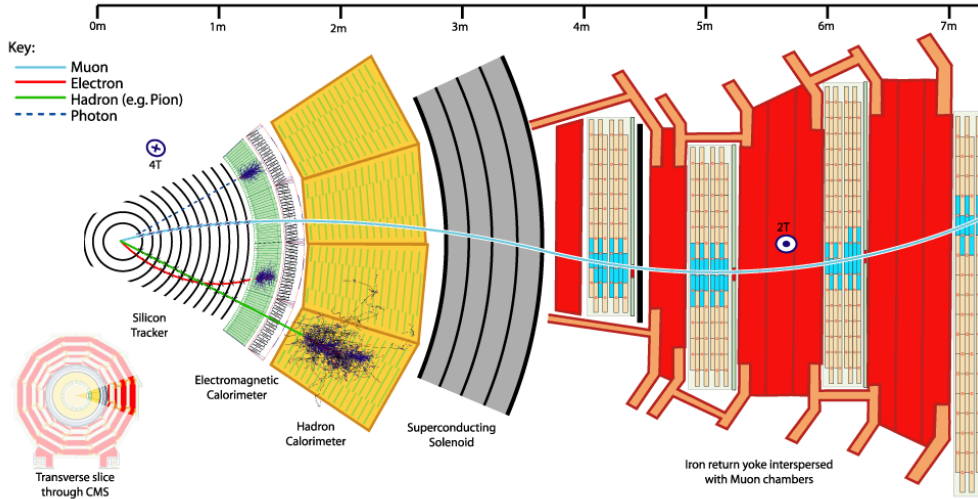 0m 1m 2m 3m 4m 5m 6m 7m
Key:
Muon
Electron
Hadron (e.g. Pion)
Photon
4T
2T
Silicon
Tracker
Electromagnetic
Calorimeter
Hadron
Calorimeter
Superconducting
Solenoid
Iron return yoke interspersed
with Muon chambers
Transverse slice
through CMS